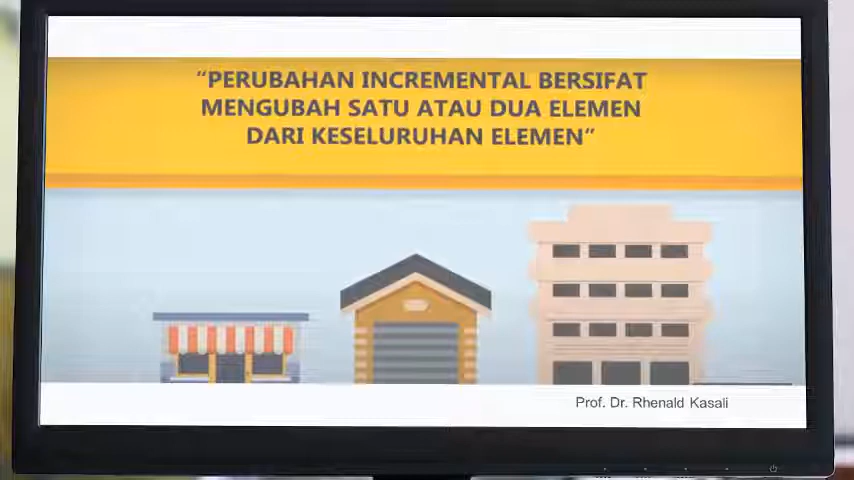 “PERUBAHAN INCREMENTAL BERSIFAT
MENGUBAH SATU ATAU DUA ELEMEN
DARI KESELURUHAN ELEMEN”
Prof. Dr. Rhenald Kasali